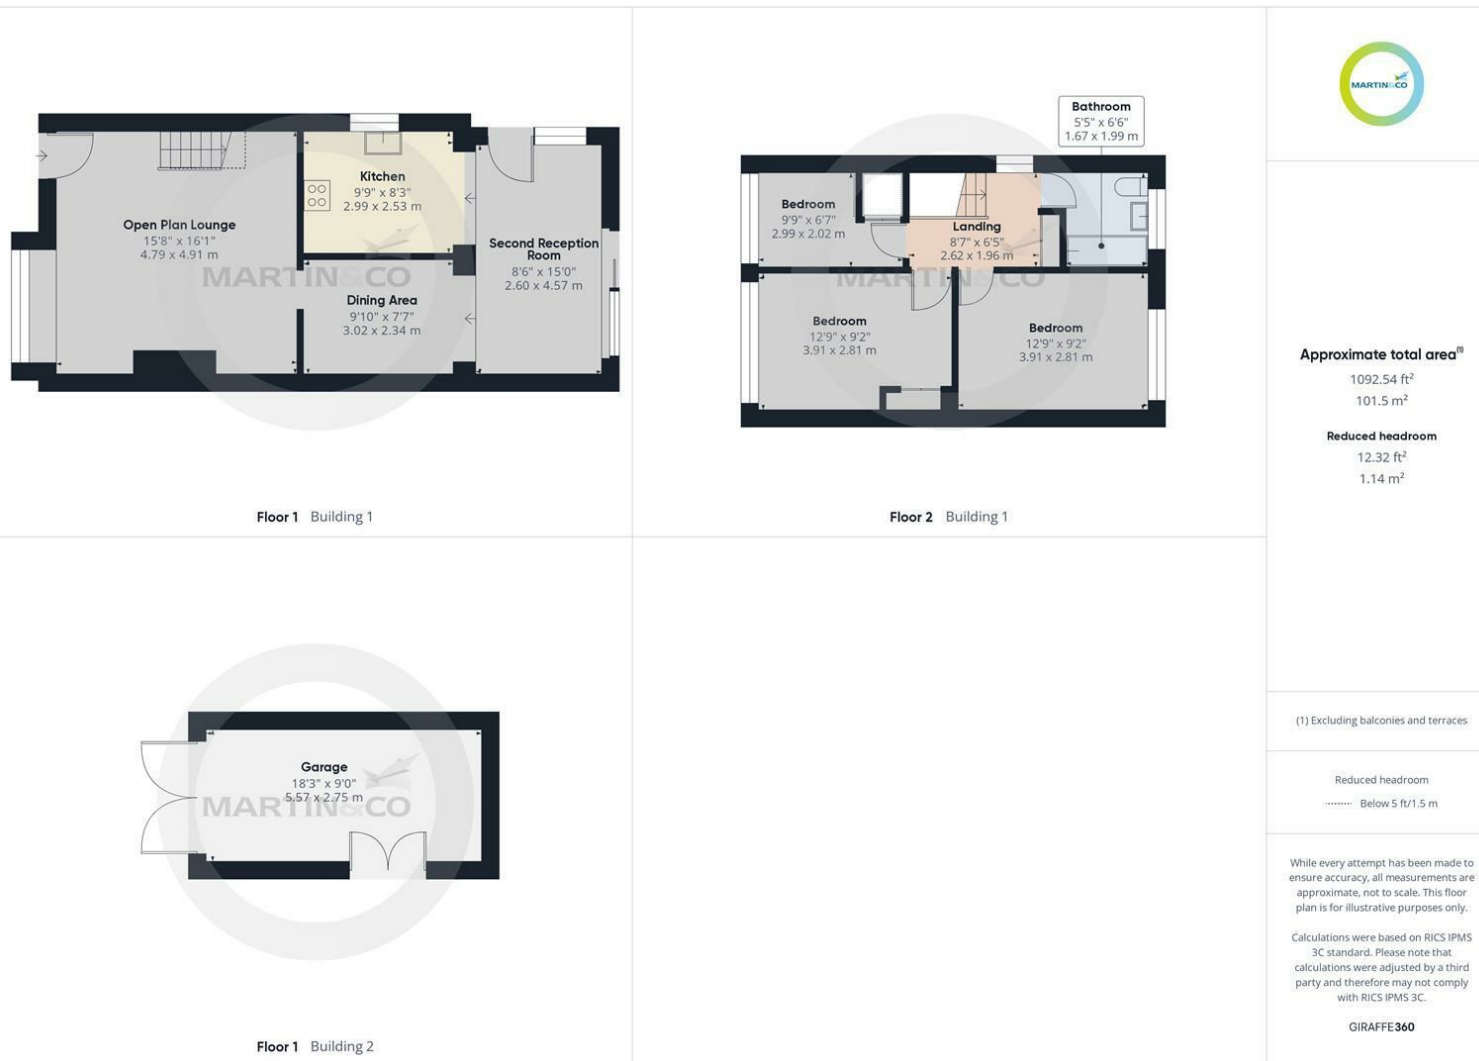 Open Plan Lounge
15'8" x 16'1"
4.79 x 4.91 m
Kitchen
9'9" x 8'3"
2.99 x 2.53 m
Second Reception
Room
8'6" x 15'0"
2.60 x 4.57 m
Dining Area
9'10" x 7'7"
3.02 x 2.34 m
MARTIN&CO
Floor 1 Building 1
Bathroom
5'5" x 6'6"
1.67 x 1.99 m
Bedroom
9'9" x 6'7"
2.99 x 2.02 m
Landing
8'7" x 6'5"
2.62 x 1.96 m
MARTIN&CO
Bedroom
12'9" x 9'2"
3.91 x 2.81 m
Bedroom
12'9" x 9'2"
3.91 x 2.81 m
Floor 2 Building 1
Garage
18'3" x 9'0"
5.57 x 2.75 m
MARTIN&CO
Floor 1 Building 2
MARTIN&CO
Approximate total area(1)
1092.54 ft²
101.5 m²
Reduced headroom
12.32 ft²
1.14 m²
(1) Excluding balconies and terraces
Reduced headroom
Below 5 ft/1.5 m
While every attempt has been made to
ensure accuracy, all measurements are
approximate, not to scale. This floor
plan is for illustrative purposes only.
Calculations were based on RICS IPMS
3C standard. Please note that
calculations were adjusted by a third
party and therefore may not comply
with RICS IPMS 3C.
GIRAFFE360